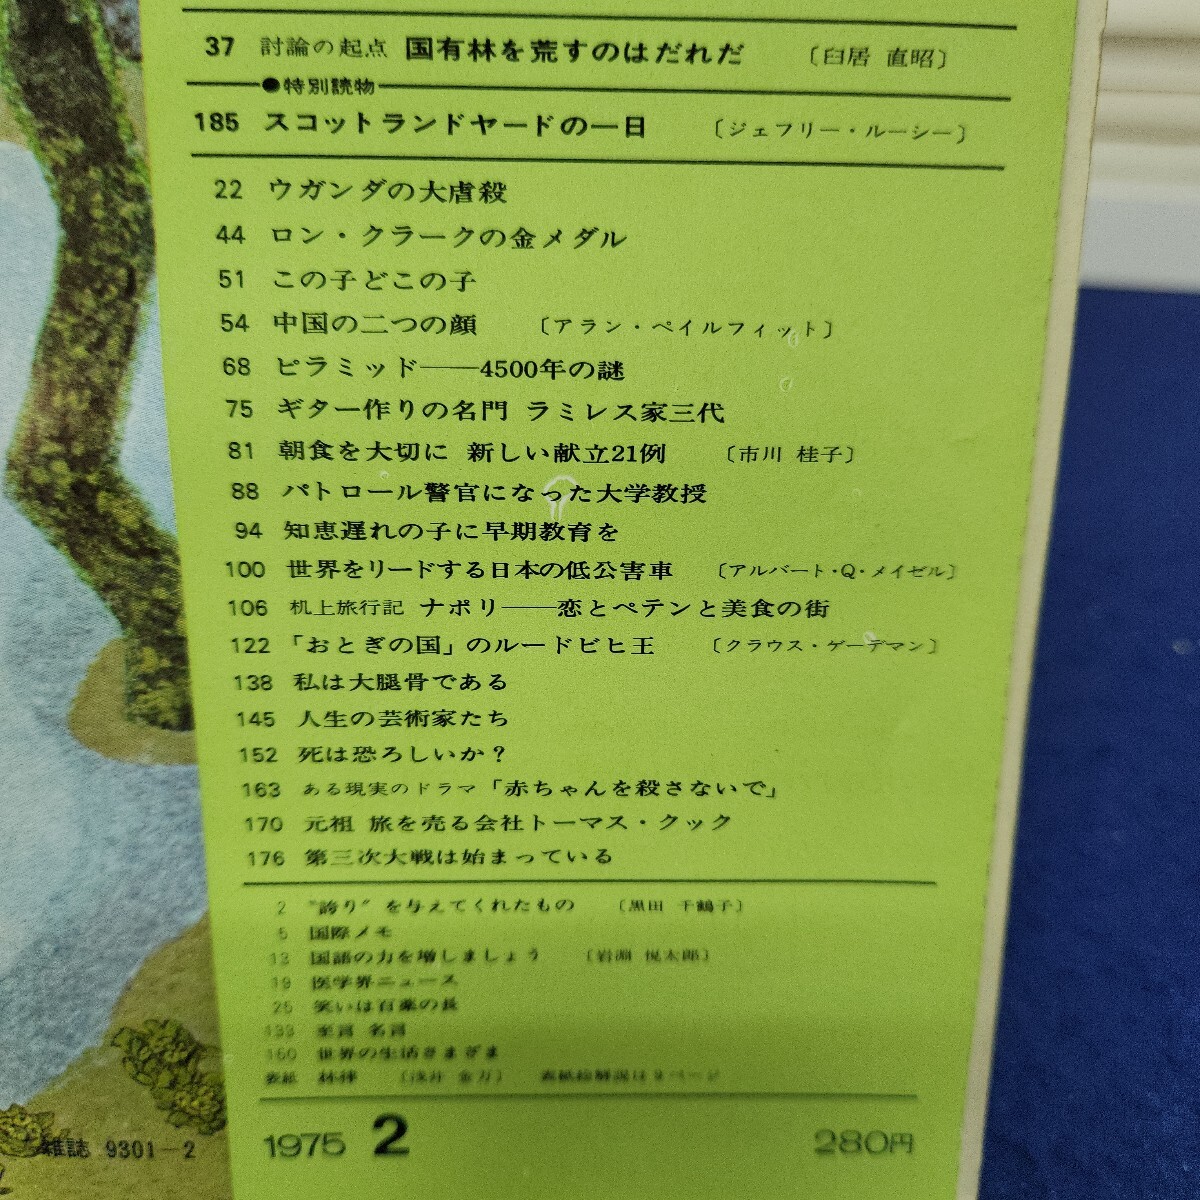 37 討論の起点 国有林を荒すのはだれだ 〔臼居 直昭〕
●特別読物
185 スコットランドヤードの一日 〔ジェフリー・ルーシー〕
22 ウガンダの大虐殺
44 ロン・クラークの金メダル
51 この子どこの子
54 中国の二つの顔 〔アラン・ペイルフィット〕
68 ピラミッド——4500年の謎
75 ギター作りの名門 ラミレス家三代
81 朝食を大切に 新しい献立21例 〔市川 桂子〕
88 パトロール警官になった大学教授
94 知恵遅れの子に早期教育を
100 世界をリードする日本の低公害車 〔アルバート・Q・メイゼル〕
106 机上旅行記 ナポリ——恋とペテンと美食の街
122 「おとぎの国」のルードビヒ王 〔クラウス・ゲーデマン〕
138 私は大腿骨である
145 人生の芸術家たち
152 死は恐ろしいか？
163 ある現実のドラマ「赤ちゃんを殺さないで」
170 元祖 旅を売る会社トーマス・クック
176 第三次大戦は始まっている
2 “誇り”を与えてくれたもの 〔黒田 千鶴子〕
5 国際メモ
13 国語の力を増しましょう 〔岩淵 悦太郎〕
19 医学界ニュース
25 笑いは百薬の長
133 至言 名言
160 世界の生活さまざま
表紙 〔浅井 〕 表紙絵解説は9ページ
1975 2 280円
雑誌 9301-2